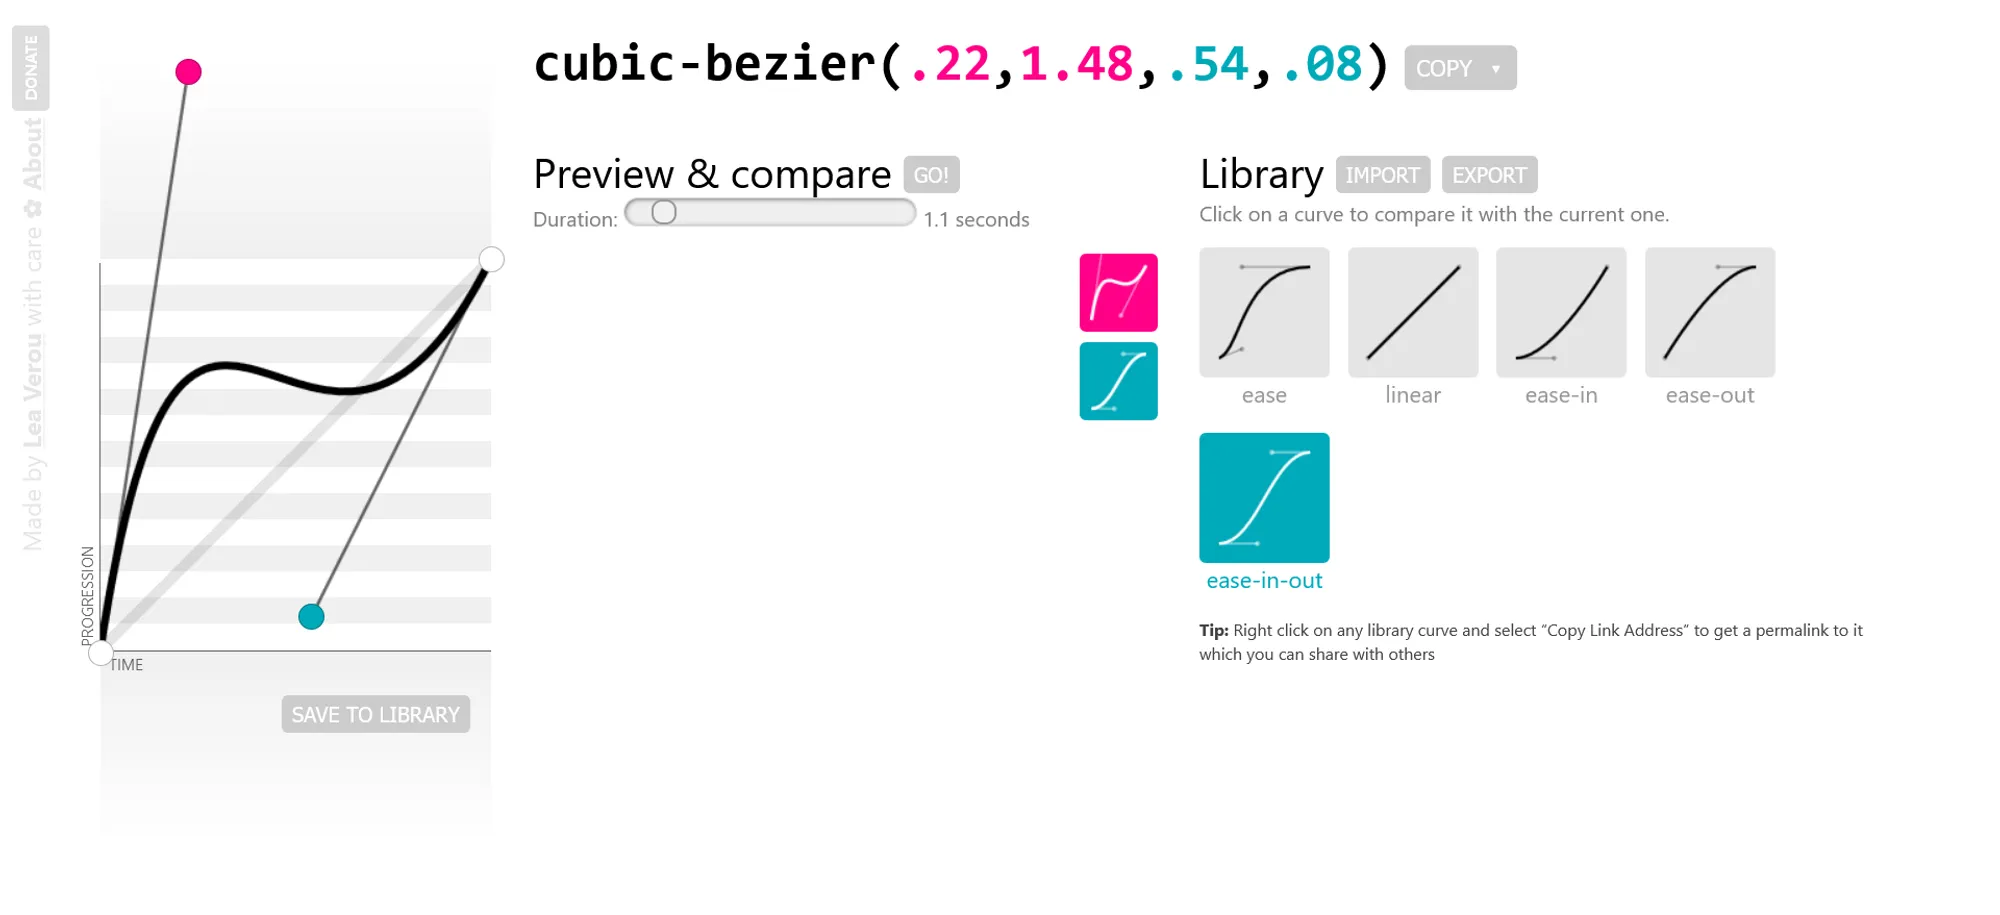 DONATE
Made by Lea Verou with care ✿ About
cubic-bezier(.22,1.48,.54,.08)
COPY ▼
PROGRESSION
TIME
SAVE TO LIBRARY
Preview & compare GO!
Duration: 1.1 seconds
Library IMPORT EXPORT
Click on a curve to compare it with the current one.
ease linear ease-in ease-out
ease-in-out
Tip: Right click on any library curve and select “Copy Link Address” to get a permalink to it
which you can share with others